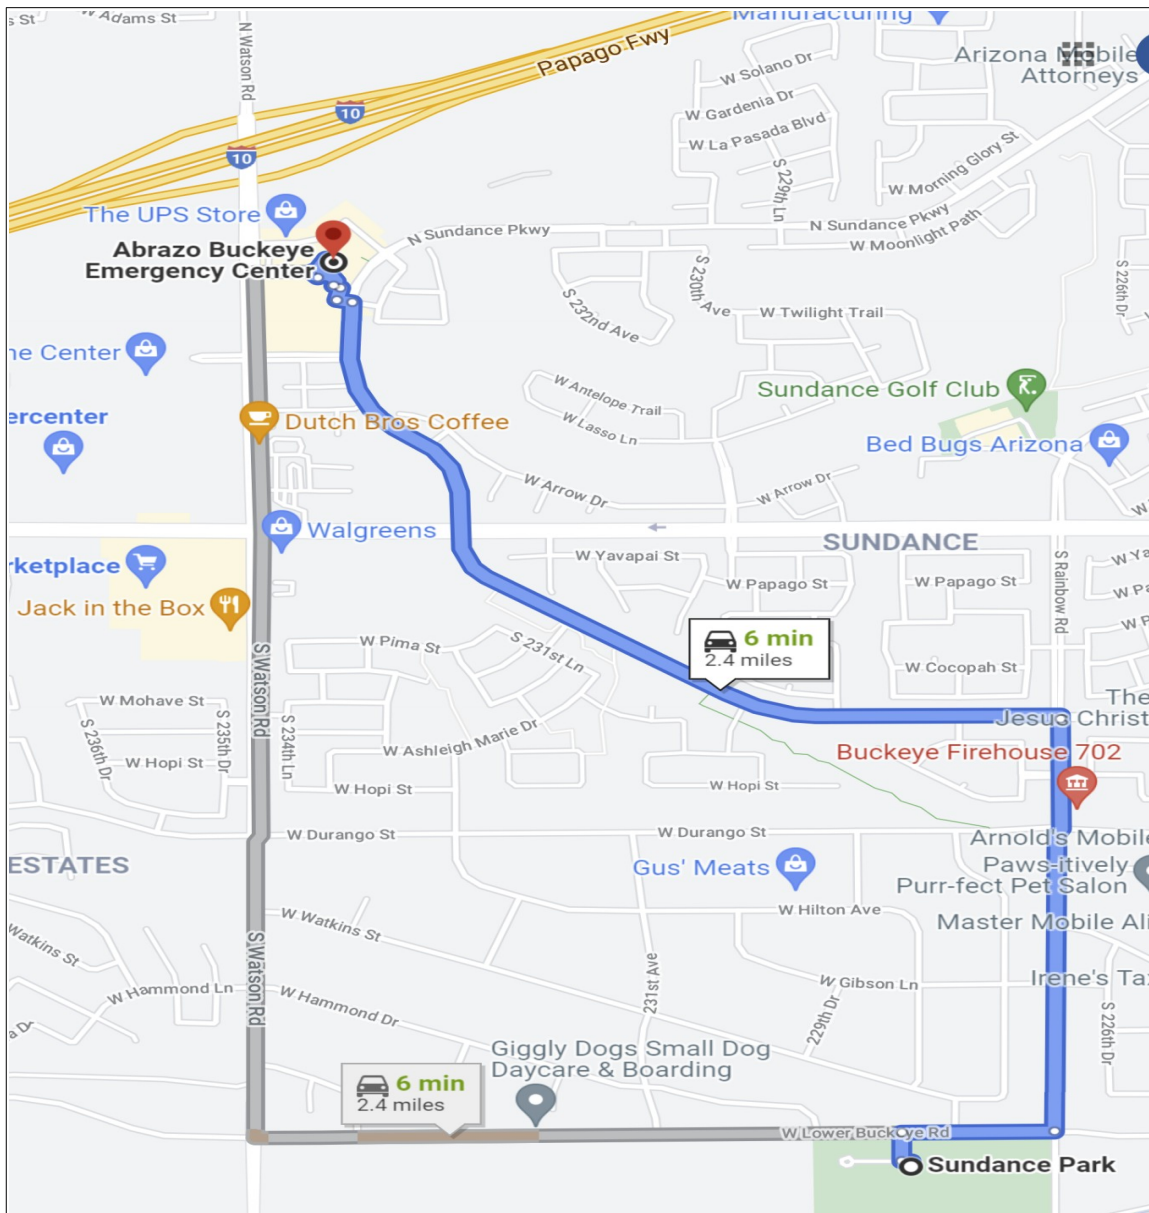 s St
W Adams St
N Watson Rd
Papago Fwy
Manufacturing
Arizona Mobile
Attorneys
W Solano Dr
W Gardenia Dr
W La Pasada Blvd
S 229th Ln
W Morning Glory St
10
10
The UPS Store
Abrazo Buckeye
Emergency Center
N Sundance Pkwy
N Sundance Pkwy
W Moonlight Path
S 230th Ave
S 226th Dr
S 232nd Ave
W Twilight Trail
ne Center
W Antelope Trail
Sundance Golf Club
ercenter
Dutch Bros Coffee
W Lasso Ln
Bed Bugs Arizona
W Arrow Dr
W Arrow Dr
Walgreens
SUNDANCE
rketplace
W Yavapai St
W Ya
W Papago St
W Papago St
W Pa
S Rainbow Rd
Jack in the Box
W P
6 min
2.4 miles
W Pima St
S 231st Ln
W Cocopah St
S Watson Rd
W Mohave St
S 236th Dr
S 235th Dr
S 234th Ln
The
Jesus Christ
W Ashleigh Marie Dr
Buckeye Firehouse 702
W Hopi St
W Hopi St
W Hopi St
W Durango St
W Durango St
Arnold's Mobile
ESTATES
Gus' Meats
Paws-itively
Purr-fect Pet Salon
W Hilton Ave
W Watkins St
Master Mobile Ali
Watkins St
S Watson Rd
231st Ave
W Gibson Ln
Irene's Tax
W Hammond Ln
W Hammond Dr
229th Dr
S 226th Dr
a Dr
Giggly Dogs Small Dog
Daycare & Boarding
6 min
2.4 miles
W Lower Buckeye Rd
Sundance Park